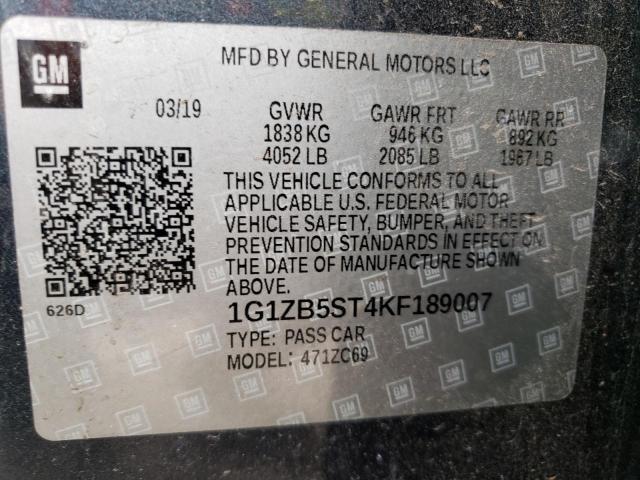 GM
MFD BY GENERAL MOTORS LLC
03/19 GVWR GAWR FRT GAWR RR
1838 KG 946 KG 892 KG
4052 LB 2085 LB 1967 LB
THIS VEHICLE CONFORMS TO ALL
APPLICABLE U.S. FEDERAL MOTOR
VEHICLE SAFETY, BUMPER, AND THEFT
PREVENTION STANDARDS IN EFFECT ON
THE DATE OF MANUFACTURE SHOWN
ABOVE.
626D
1G1ZB5ST4KF189007
TYPE: PASS CAR
MODEL: 471ZC69